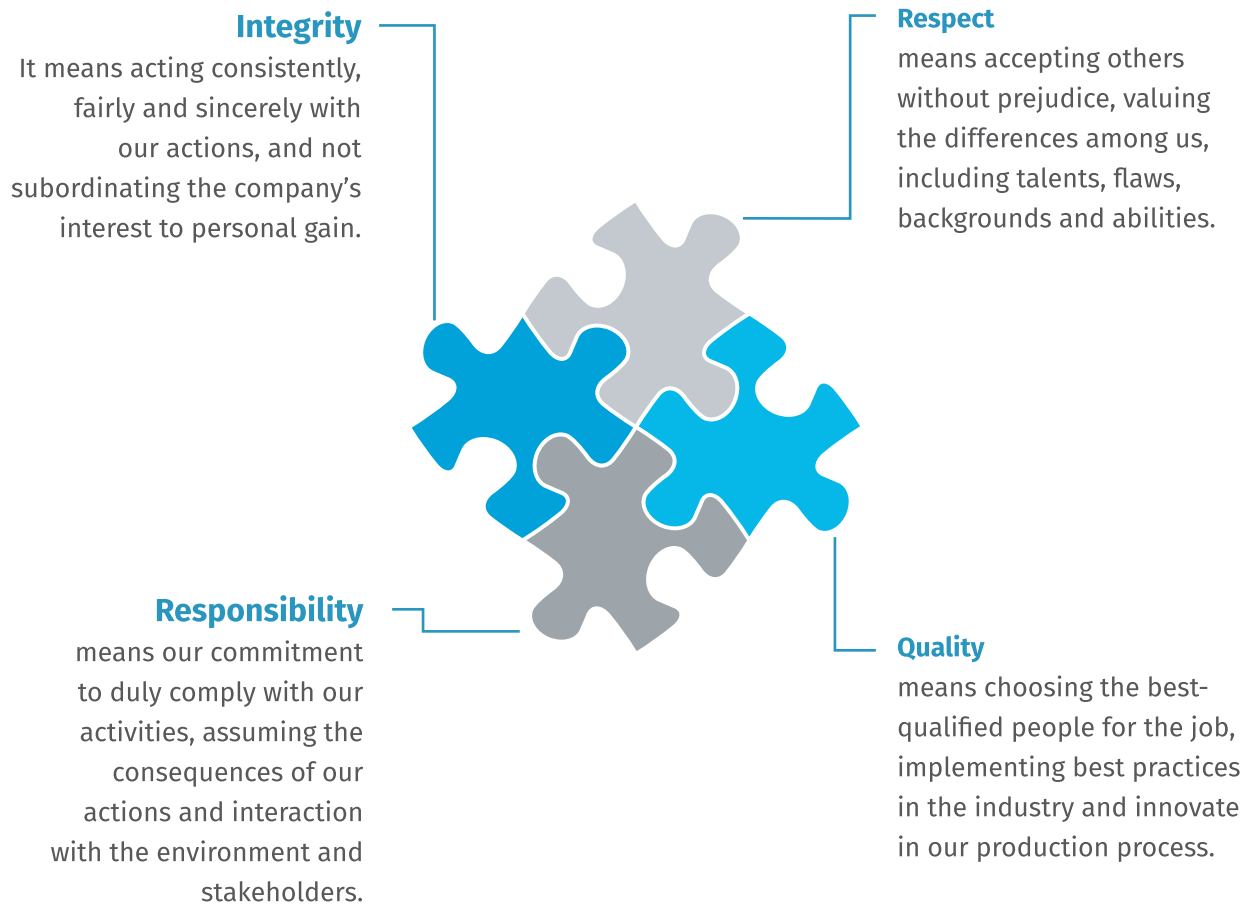 Integrity
It means acting consistently,
fairly and sincerely with
our actions, and not
subordinating the company’s
interest to personal gain.
Respect
means accepting others
without prejudice, valuing
the differences among us,
including talents, flaws,
backgrounds and abilities.
Responsibility
means our commitment
to duly comply with our
activities, assuming the
consequences of our
actions and interaction
with the environment and
stakeholders.
Quality
means choosing the best-
qualified people for the job,
implementing best practices
in the industry and innovate
in our production process.